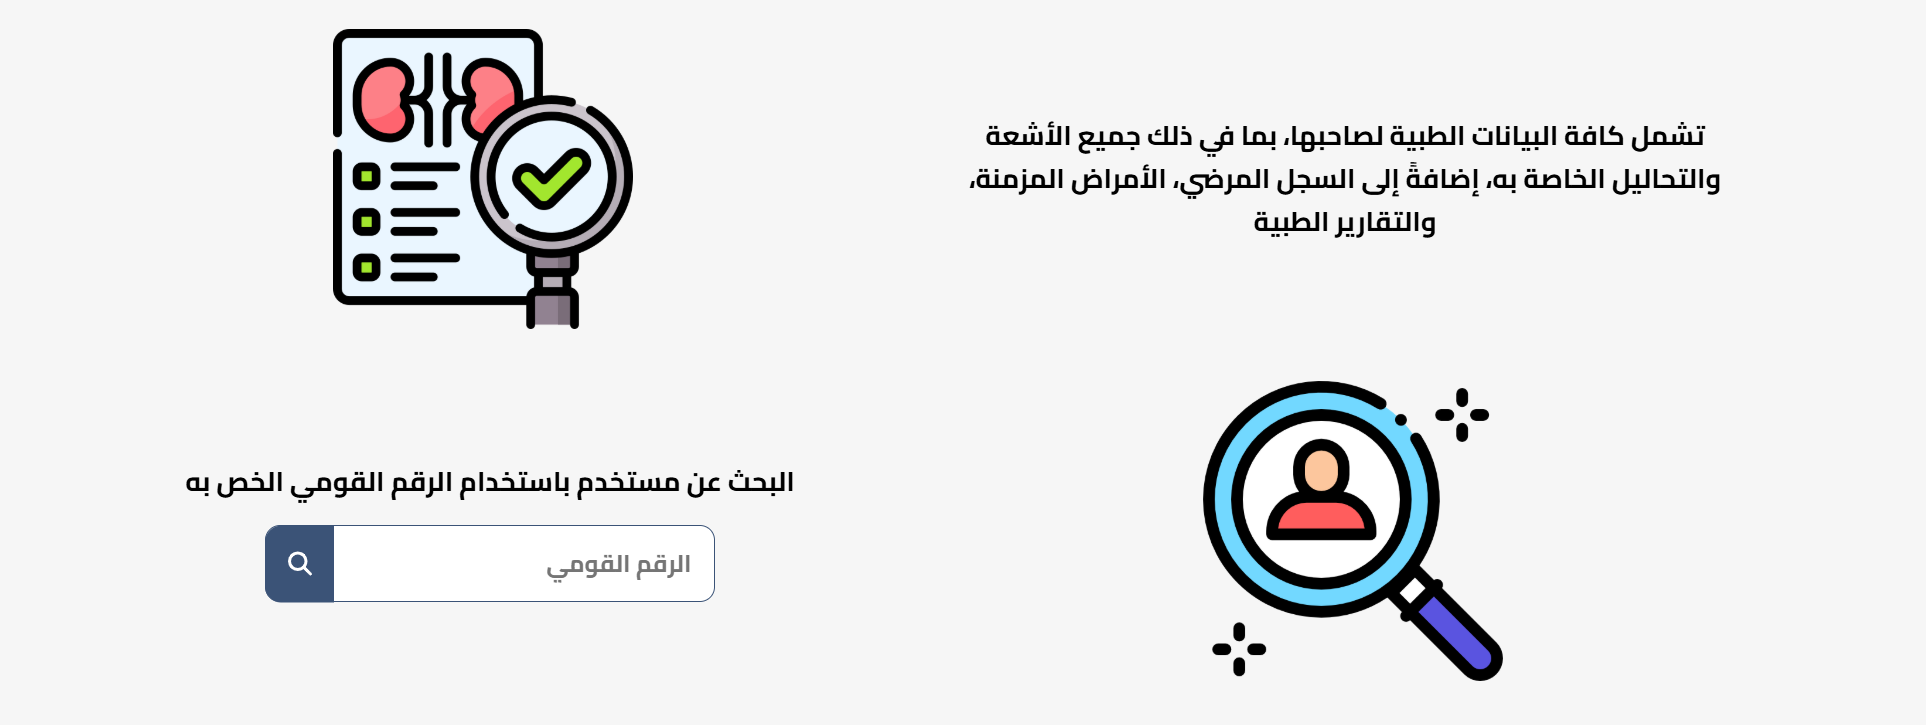 تشمل كافة البيانات الطبية لصاحبها، بما في ذلك جميع الأشعة
والتحاليل الخاصة به، إضافةً إلى السجل المرضي، الأمراض المزمنة،
والتقارير الطبية
البحث عن مستخدم باستخدام الرقم القومي الخص به
الرقم القومي